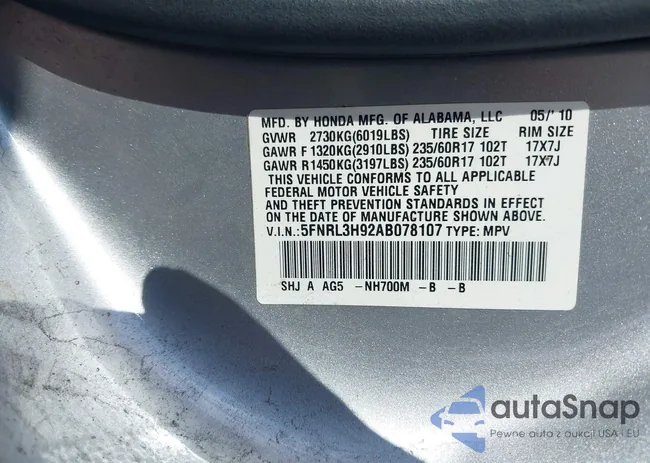 MFD. BY HONDA MFG. OF ALABAMA, LLC 05/' 10
GVWR 2730KG(6019LBS) TIRE SIZE RIM SIZE
GAWR F 1320KG(2910LBS) 235/60R17 102T 17X7J
GAWR R 1450KG(3197LBS) 235/60R17 102T 17X7J
THIS VEHICLE CONFORMS TO ALL APPLICABLE
FEDERAL MOTOR VEHICLE SAFETY
AND THEFT PREVENTION STANDARDS IN EFFECT
ON THE DATE OF MANUFACTURE SHOWN ABOVE.
V.I.N.: 5FNRL3H92AB078107 TYPE: MPV
SHJ A AG5 -NH700M -B -B
autoSnap
Pewne auta z aukcji USA i EU